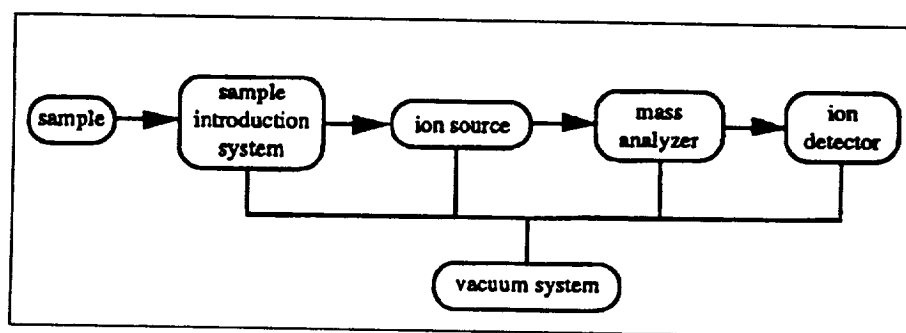 sample
sample
introduction
system
ion source
mass
analyzer
ion
detector
vacuum system